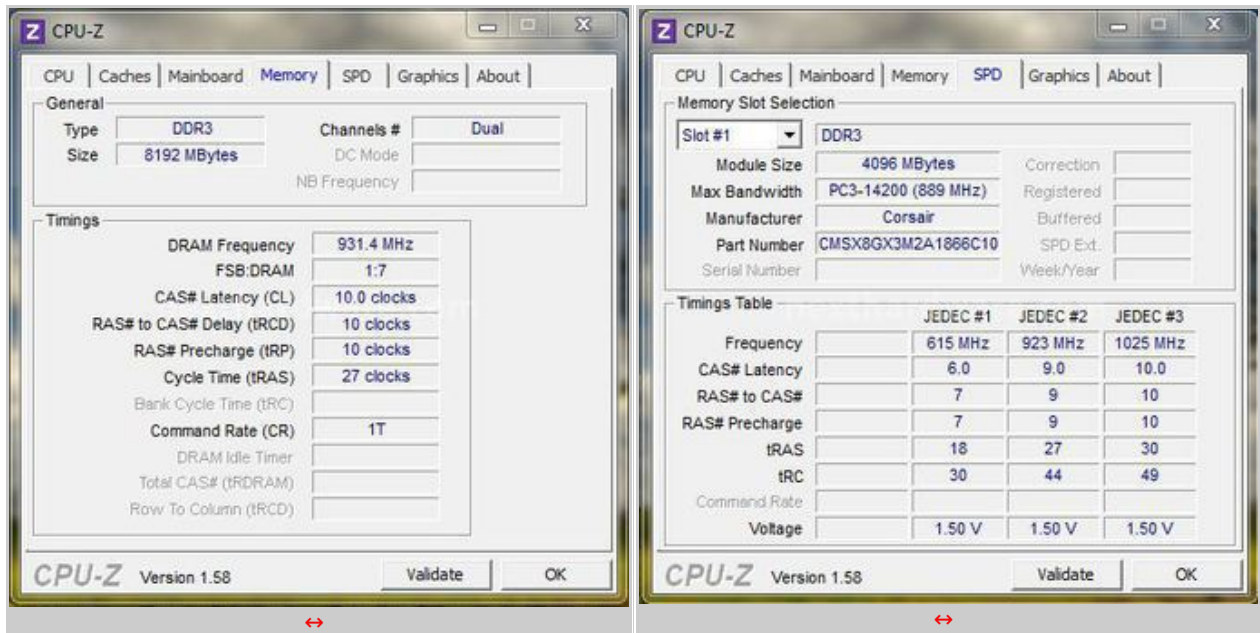 CPU-Z
CPU Caches Mainboard Memory SPD Graphics About
General
Type DDR3 Channels # Dual
Size 8192 MBytes DC Mode
NB Frequency
Timings
DRAM Frequency 931.4 MHz
FSB:DRAM 1:7
CAS# Latency (CL) 10.0 clocks
RAS# to CAS# Delay (tRCD) 10 clocks
RAS# Precharge (tRP) 10 clocks
Cycle Time (tRAS) 27 clocks
Bank Cycle Time (tRC)
Command Rate (CR) 1T
DRAM Idle Timer
Total CAS# (tRDRAM)
Row To Column (tRCD)
CPU-Z Version 1.58 Validate OK
CPU-Z
CPU Caches Mainboard Memory SPD Graphics About
Memory Slot Selection
Slot #1 DDR3
Module Size 4096 MBytes Correction
Max Bandwidth PC3-14200 (889 MHz) Registered
Manufacturer Corsair Buffered
Part Number CMSX8GX3M2A1866C10 SPD Ext.
Serial Number Week/Year
Timings Table
JEDEC #1 JEDEC #2 JEDEC #3
Frequency 615 MHz 923 MHz 1025 MHz
CAS# Latency 6.0 9.0 10.0
RAS# to CAS# 7 9 10
RAS# Precharge 7 9 10
tRAS 18 27 30
tRC 30 44 49
Command Rate
Voltage 1.50 V 1.50 V 1.50 V
CPU-Z Version 1.58 Validate OK